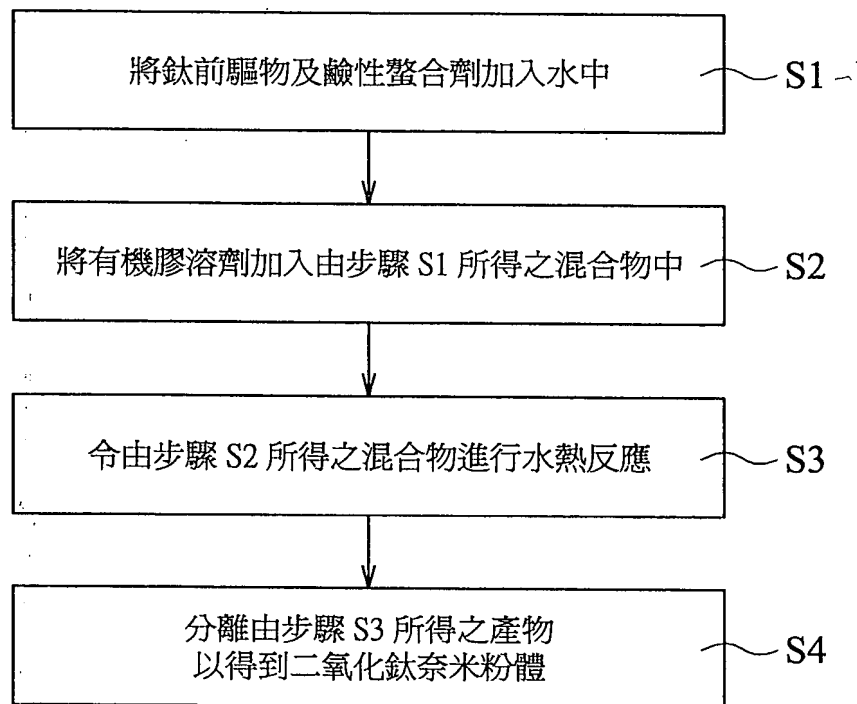 將鈦前驅物及鹼性螯合劑加入水中
S1
將有機膠溶劑加入由步驟 S1 所得之混合物中
S2
令由步驟 S2 所得之混合物進行水熱反應
S3
分離由步驟 S3 所得之產物
以得到二氧化鈦奈米粉體
S4